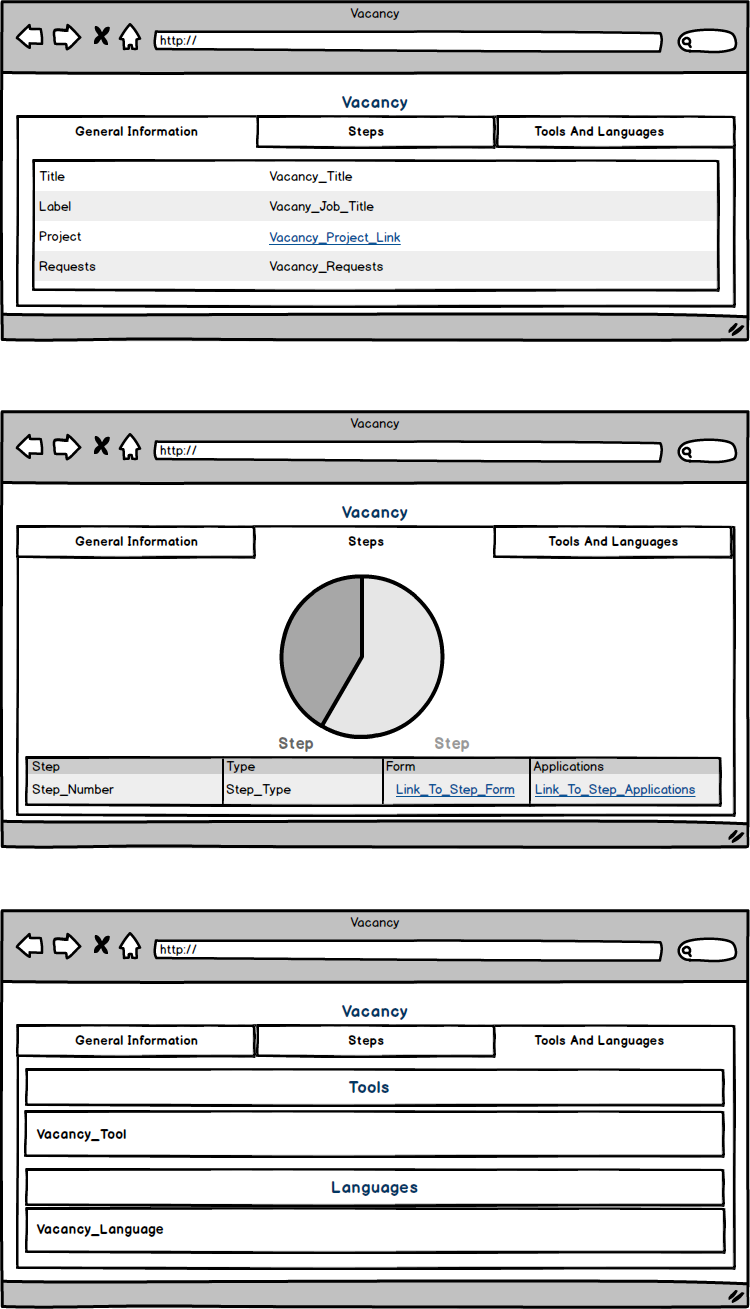 Vacancy
http://
Vacancy
General Information Steps Tools And Languages
Title Vacancy_Title
Label Vacany_Job_Title
Project Vacancy_Project_Link
Requests Vacancy_Requests
Vacancy
http://
Vacancy
General Information Steps Tools And Languages
Step Step
Step Type Form Applications
Step_Number Step_Type Link_To_Step_Form Link_To_Step_Applications
Vacancy
http://
Vacancy
General Information Steps Tools And Languages
Tools
Vacancy_Tool
Languages
Vacancy_Language